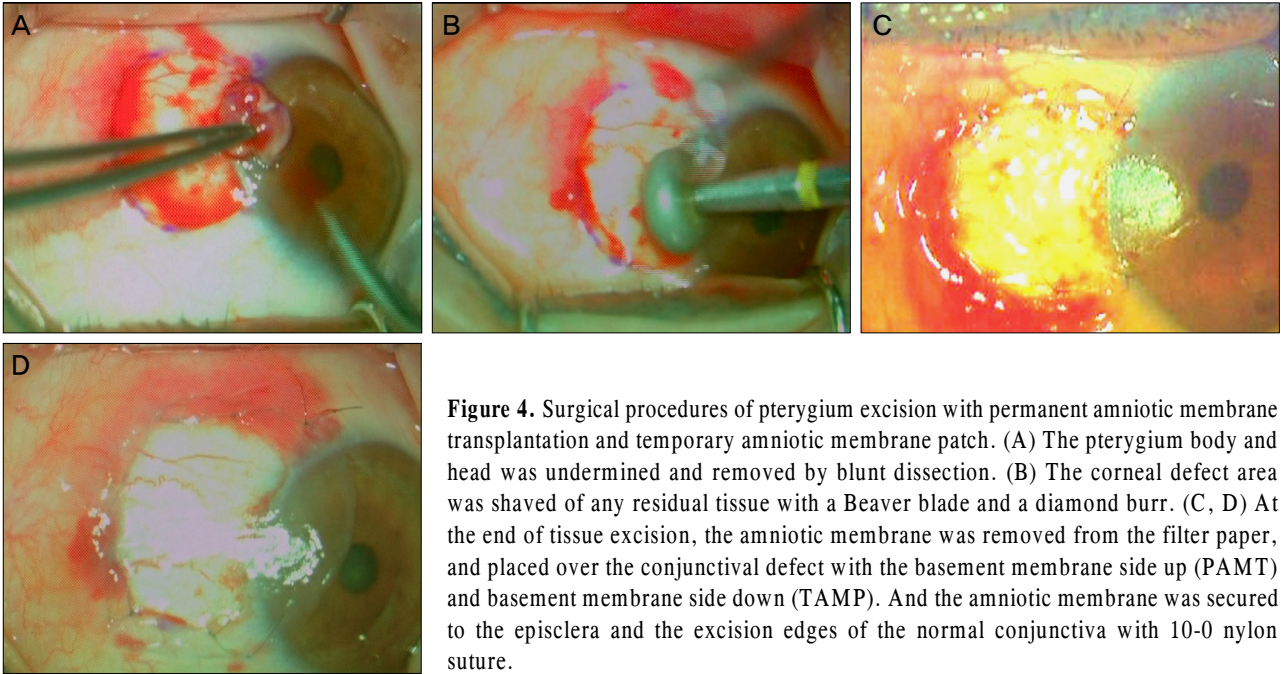 A
B
C
D
Figure 4. Surgical procedures of pterygium excision with permanent amniotic membrane
transplantation and temporary amniotic membrane patch. (A) The pterygium body and
head was undermined and removed by blunt dissection. (B) The corneal defect area
was shaved of any residual tissue with a Beaver blade and a diamond burr. (C, D) At
the end of tissue excision, the amniotic membrane was removed from the filter paper,
and placed over the conjunctival defect with the basement membrane side up (PAMT)
and basement membrane side down (TAMP). And the amniotic membrane was secured
to the episclera and the excision edges of the normal conjunctiva with 10-0 nylon
suture.